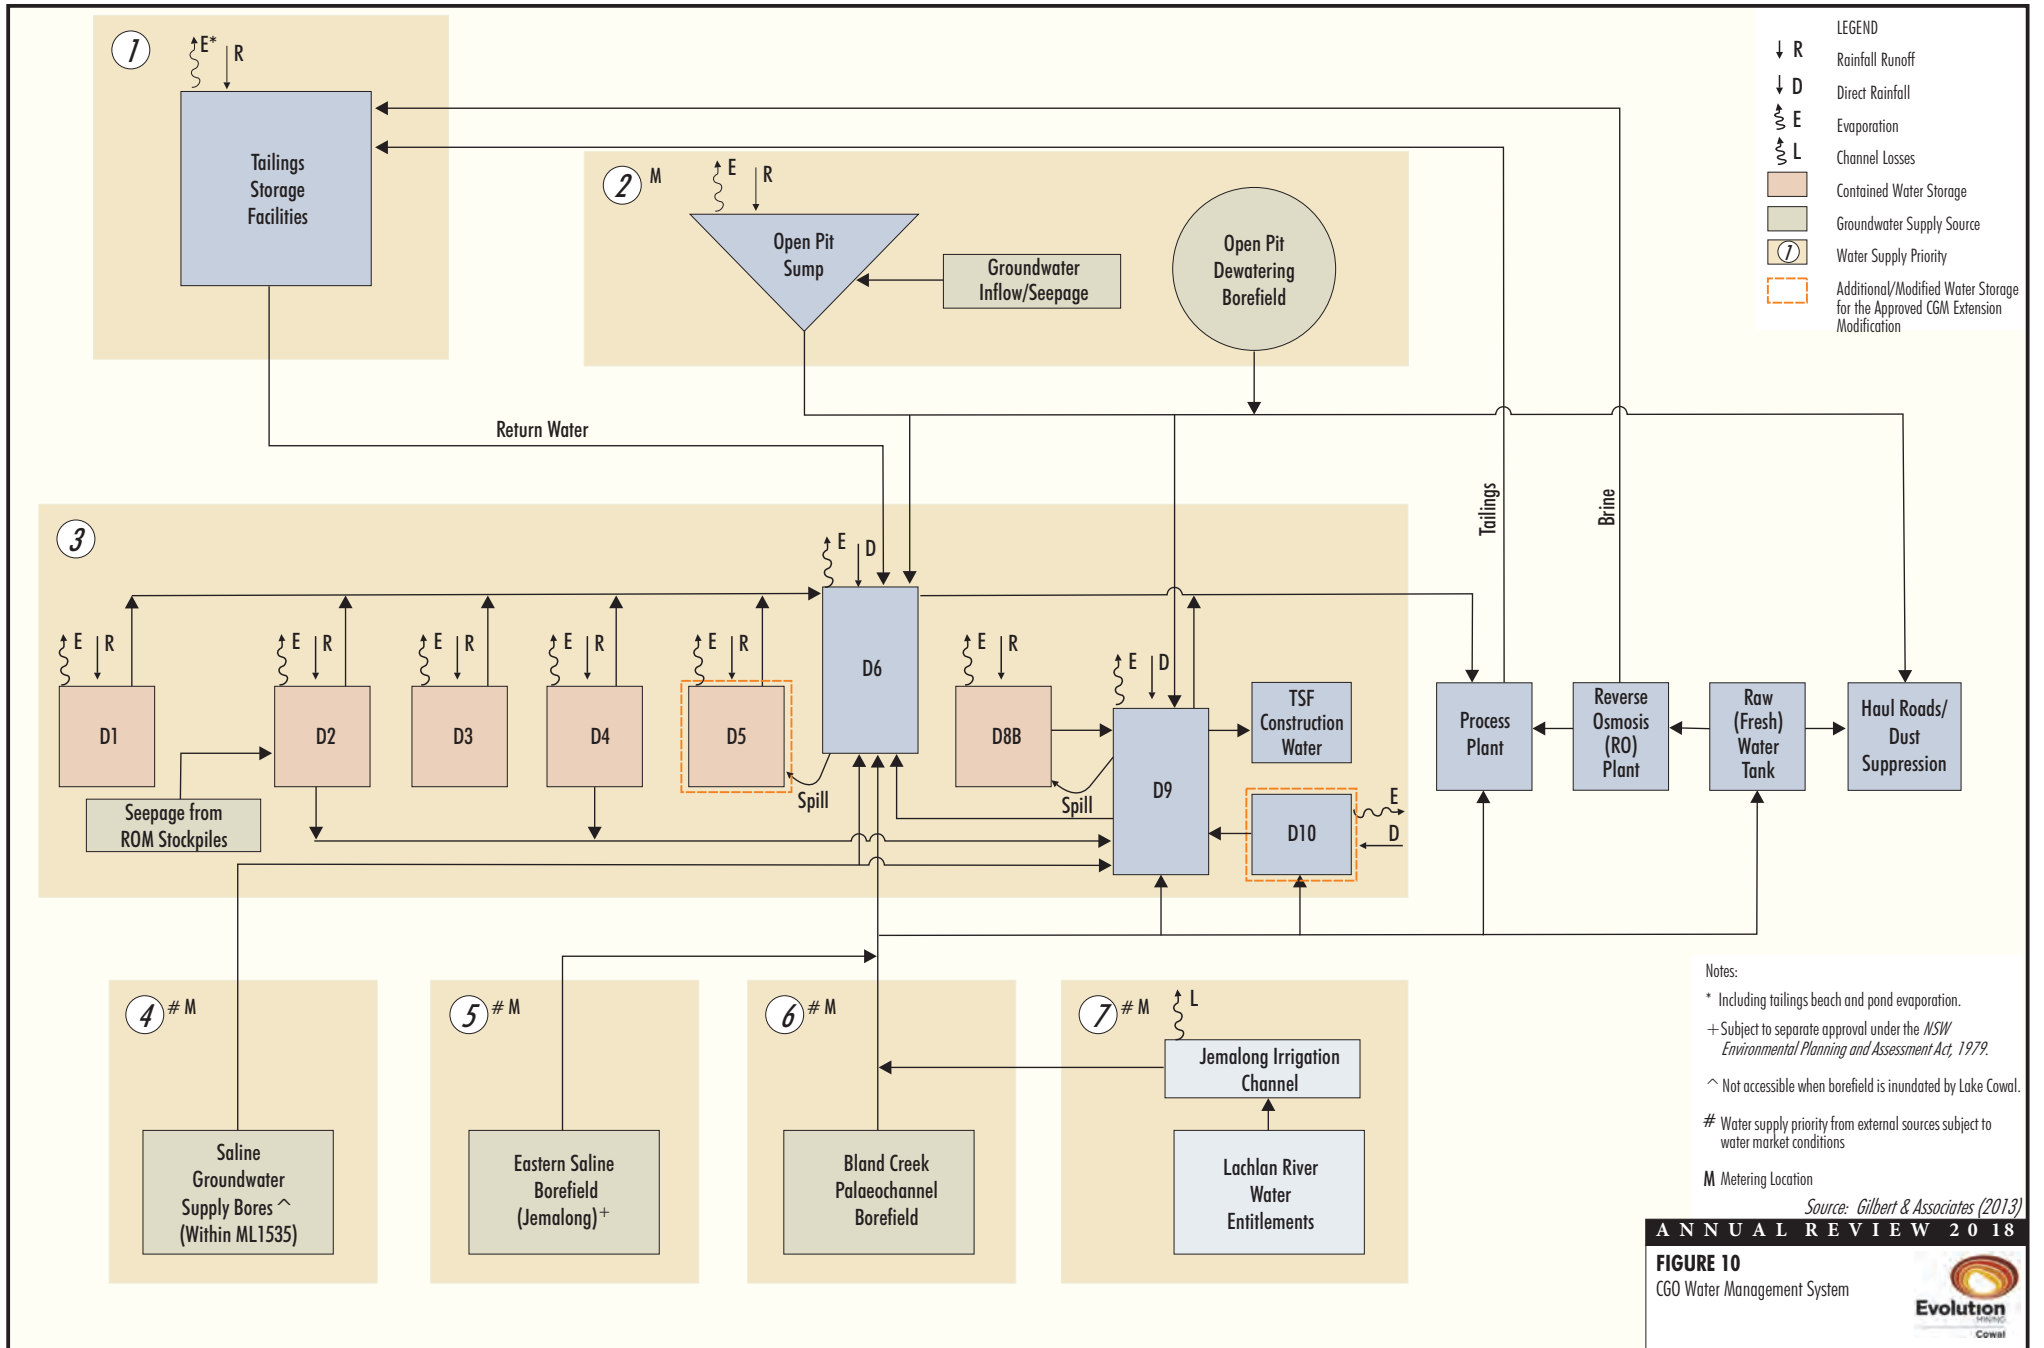 1
E*
R
Tailings
Storage
Facilities
2
M
E
R
Open Pit
Sump
Groundwater
Inflow/Seepage
Open Pit
Dewatering
Borefield
LEGEND
R
Rainfall Runoff
D
Direct Rainfall
E
Evaporation
L
Channel Losses
Contained Water Storage
Groundwater Supply Source
1
Water Supply Priority
Additional/Modified Water Storage
for the Approved CGM Extension
Modification
Return Water
Tailings
Brine
3
E
D
E
R
E
R
E
R
E
R
E
R
E
R
E
D
D1
D2
D3
D4
D5
D6
D8B
D9
TSF
Construction
Water
D10
E
D
Spill
Spill
Seepage from
ROM Stockpiles
Process
Plant
Reverse
Osmosis
(RO)
Plant
Raw
(Fresh)
Water
Tank
Haul Roads/
Dust
Suppression
4
# M
Saline
Groundwater
Supply Bores ^
(Within ML1535)
5
# M
Eastern Saline
Borefield
(Jemalong)+
6
# M
Bland Creek
Palaeochannel
Borefield
7
# M
L
Jemalong Irrigation
Channel
Lachlan River
Water
Entitlements
Notes:
* Including tailings beach and pond evaporation.
+ Subject to separate approval under the NSW
Environmental Planning and Assessment Act, 1979.
^ Not accessible when borefield is inundated by Lake Cowal.
# Water supply priority from external sources subject to
water market conditions
M Metering Location
Source: Gilbert & Associates (2013)
ANNUAL REVIEW 2018
FIGURE 10
CGO Water Management System
Evolution
MINING
Cowal